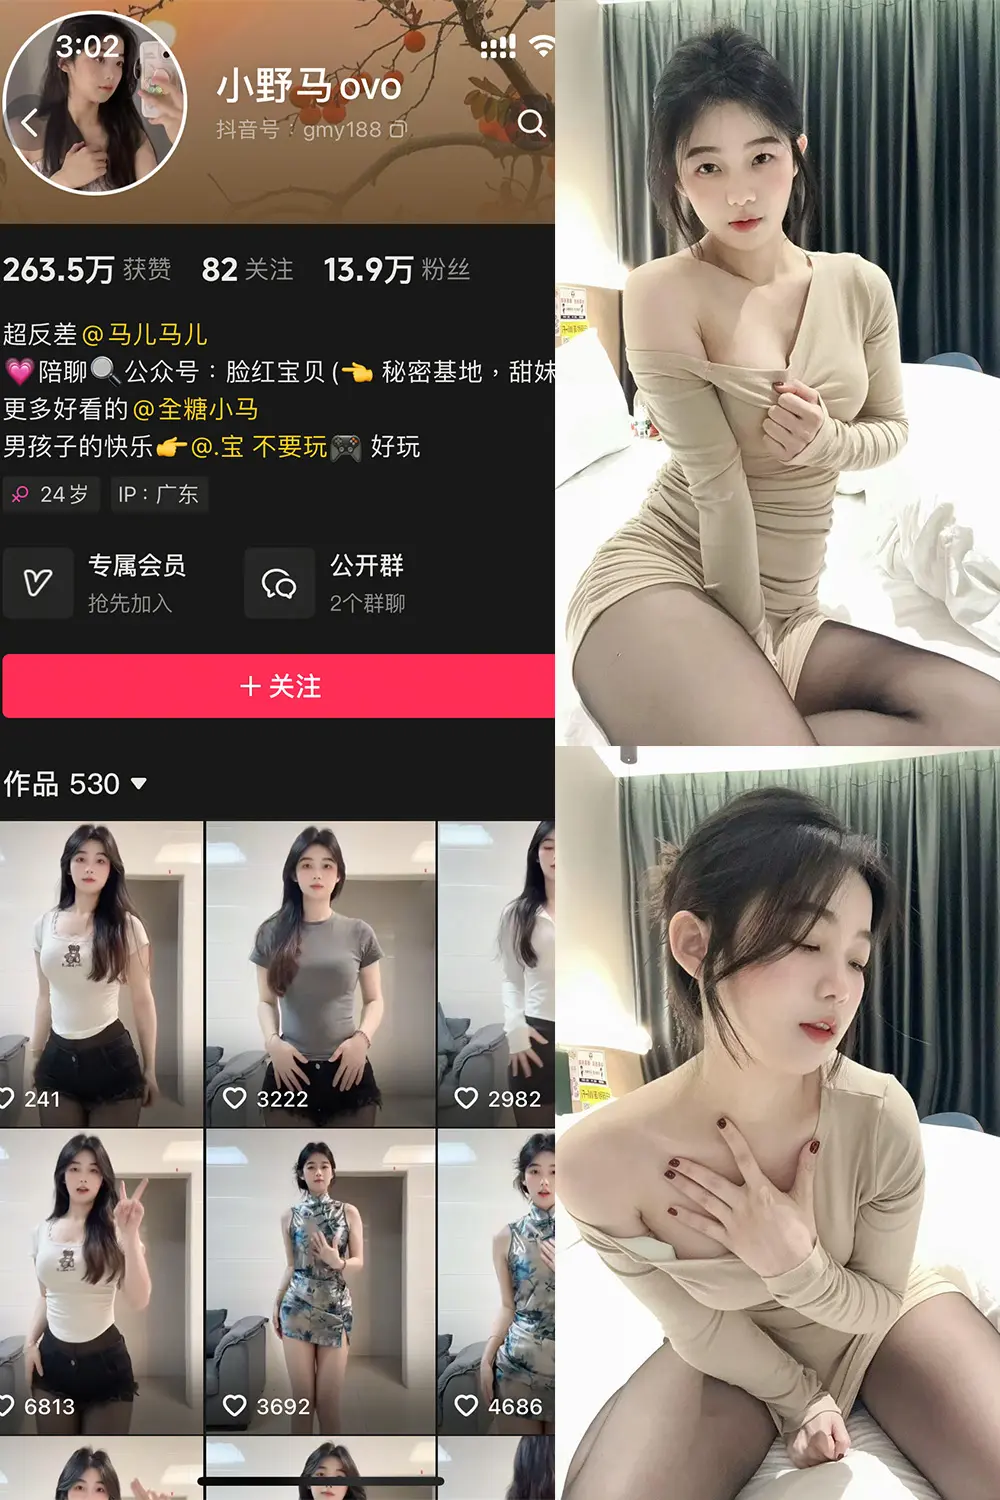 3:02
小野马ovo
抖音号：gmy188
263.5万 获赞 82 关注 13.9万 粉丝
超反差@马儿马儿
💗陪聊🔍公众号：脸红宝贝(👈 秘密基地，甜妹
更多好看的@全糖小马
男孩子的快乐👉@.宝 不要玩🎮 好玩
24岁 IP：广东
专属会员 公开群
抢先加入 2个群聊
+ 关注
作品 530
241 3222 2982
6813 3692 4686